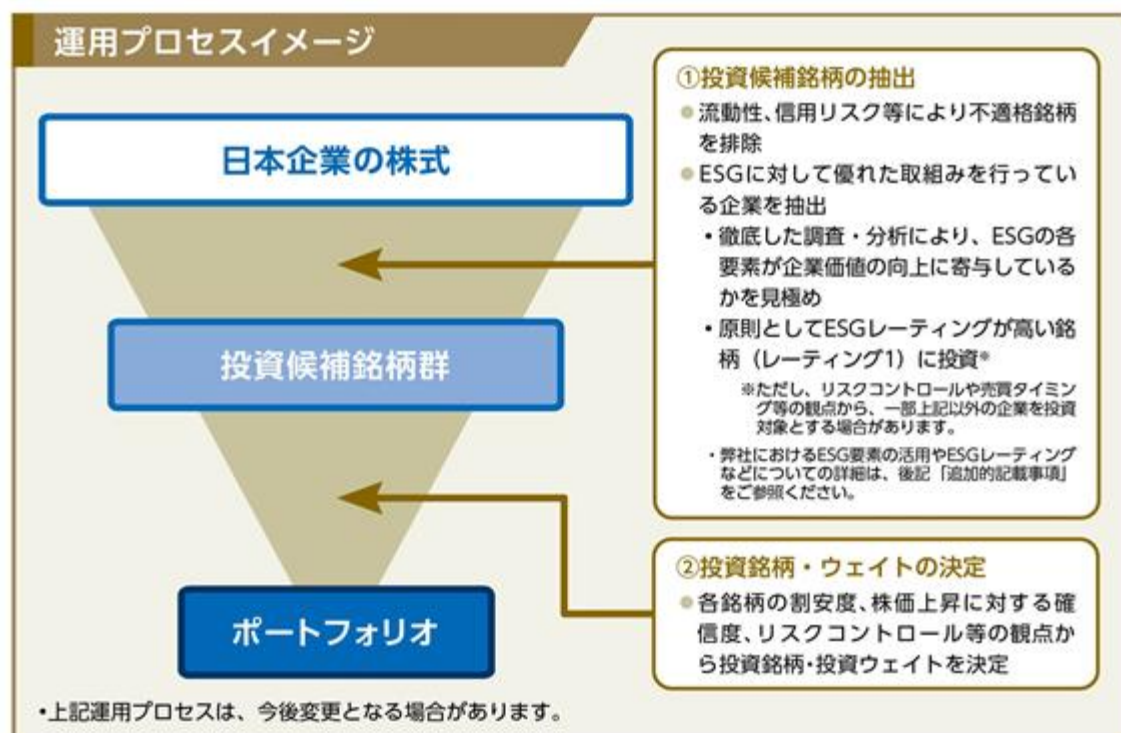 運用プロセスイメージ
日本企業の株式
投資候補銘柄群
ポートフォリオ
•上記運用プロセスは、今後変更となる場合があります。
①投資候補銘柄の抽出
●流動性、信用リスク等により不適格銘柄
を排除
●ESGに対して優れた取組みを行ってい
る企業を抽出
・徹底した調査・分析により、ESGの各
要素が企業価値の向上に寄与している
かを見極め
・原則としてESGレーティングが高い銘
柄（レーティング1）に投資※
※ただし、リスクコントロールや売買タイミン
グ等の観点から、一部上記以外の企業を投資
対象とする場合があります。
・弊社におけるESG要素の活用やESGレーティング
などについての詳細は、後記「追加的記載事項」
をご参照ください。
②投資銘柄・ウェイトの決定
●各銘柄の割安度、株価上昇に対する確
信度、リスクコントロール等の観点か
ら投資銘柄・投資ウェイトを決定